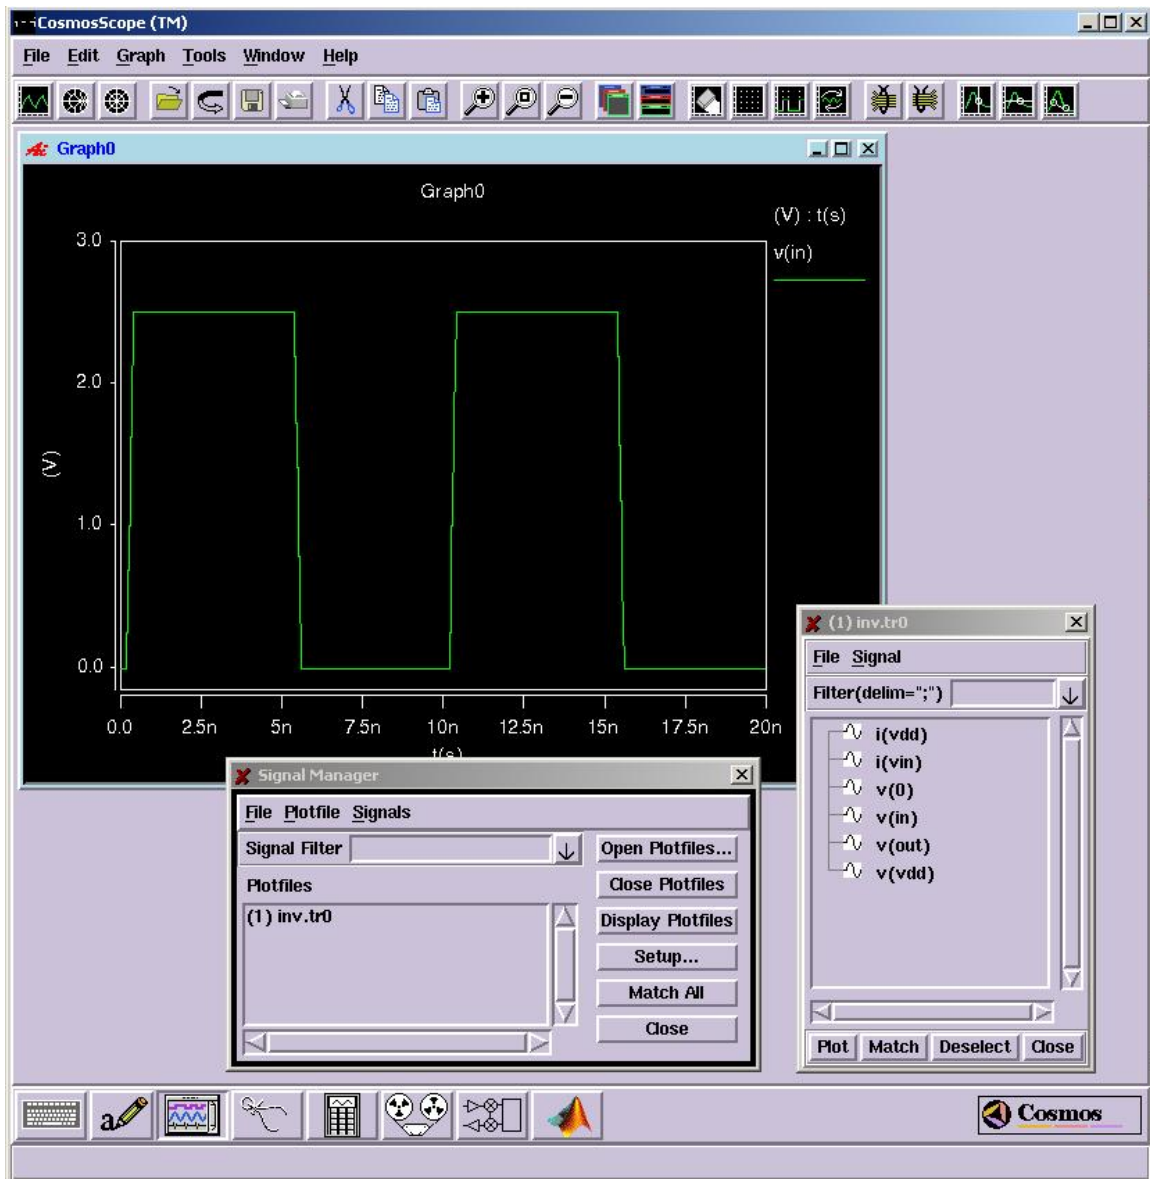 CosmosScope (TM)
File Edit Graph Tools Window Help
Graph0
Graph0
(V) : t(s)
v(in)
3.0
2.0
(V)
1.0
0.0
0.0 2.5n 5n 7.5n 10n 12.5n 15n 17.5n 20n
t(s)
(1) inv.tr0
File Signal
Filter(delim=";")
i(vdd)
i(vin)
v(0)
v(in)
v(out)
v(vdd)
Plot Match Deselect Close
Signal Manager
File Plotfile Signals
Signal Filter
Open Plotfiles...
Plotfiles
Close Plotfiles
(1) inv.tr0
Display Plotfiles
Setup...
Match All
Close
a
Cosmos